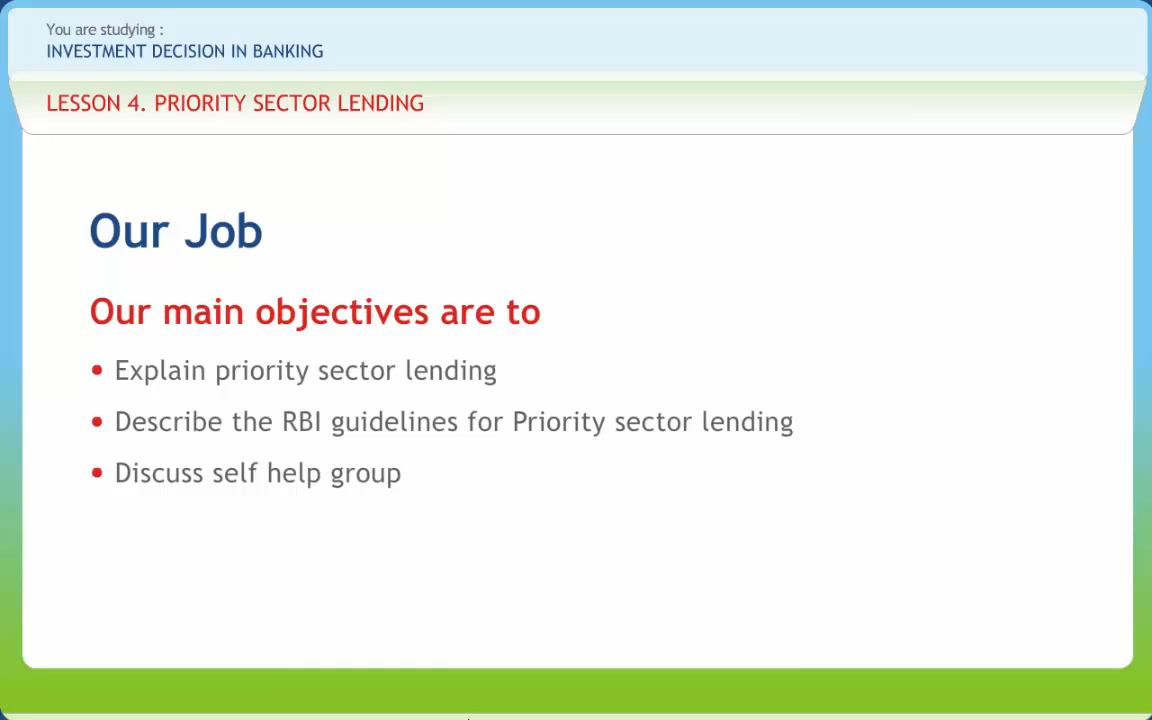 You are studying :
INVESTMENT DECISION IN BANKING
LESSON 4. PRIORITY SECTOR LENDING
Our Job
Our main objectives are to
• Explain priority sector lending
• Describe the RBI guidelines for Priority sector lending
• Discuss self help group